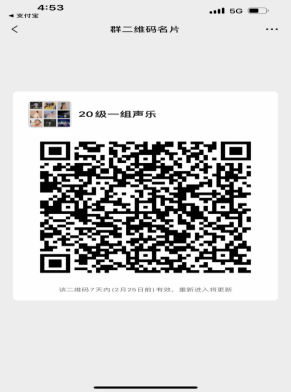 4:53
5G
◀ 支付宝
群二维码名片
20级一组声乐
该二维码7天内(2月25日前)有效，重新进入将更新